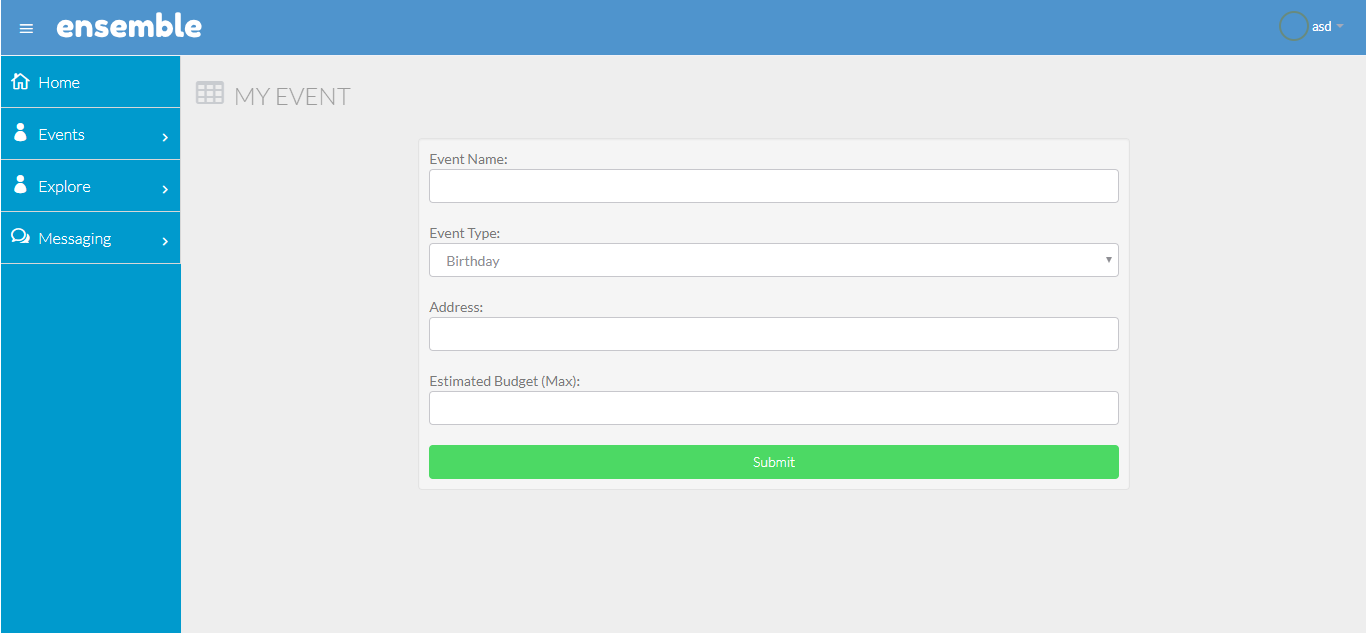 ensemble
asd
Home
Events
Explore
Messaging
MY EVENT
Event Name:
Event Type:
Birthday
Address:
Estimated Budget (Max):
Submit